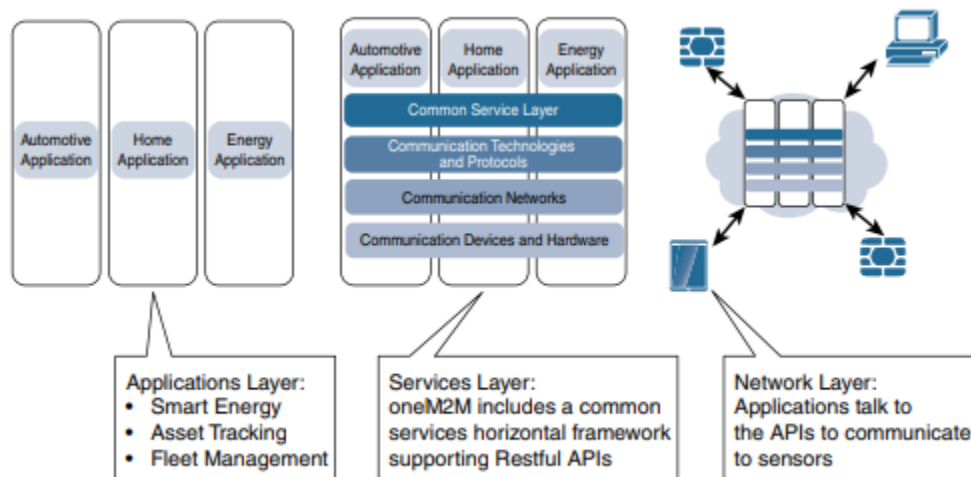 Automotive
Application
Home
Application
Energy
Application
Automotive
Application
Home
Application
Energy
Application
Common Service Layer
Communication Technologies
and Protocols
Communication Networks
Communication Devices and Hardware
Applications Layer:
• Smart Energy
• Asset Tracking
• Fleet Management
Services Layer:
oneM2M includes a common
services horizontal framework
supporting Restful APIs
Network Layer:
Applications talk to
the APIs to communicate
to sensors